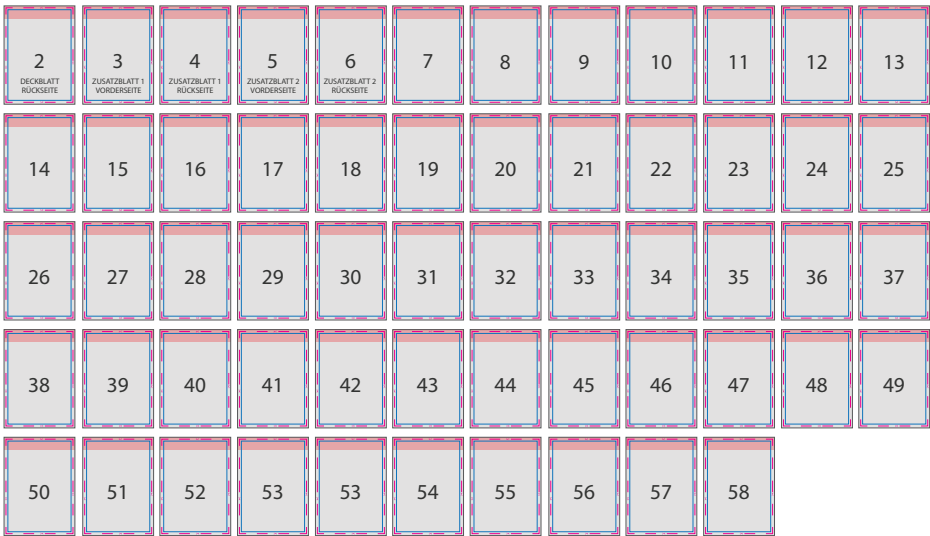 2 3 4 5 6 7 8 9 10 11 12 13
DECKBLATT ZUSATZBLATT 1 ZUSATZBLATT 1 ZUSATZBLATT 2 ZUSATZBLATT 2
RÜCKSEITE VORDERSEITE RÜCKSEITE VORDERSEITE RÜCKSEITE
14 15 16 17 18 19 20 21 22 23 24 25
26 27 28 29 30 31 32 33 34 35 36 37
38 39 40 41 42 43 44 45 46 47 48 49
50 51 52 53 53 54 55 56 57 58